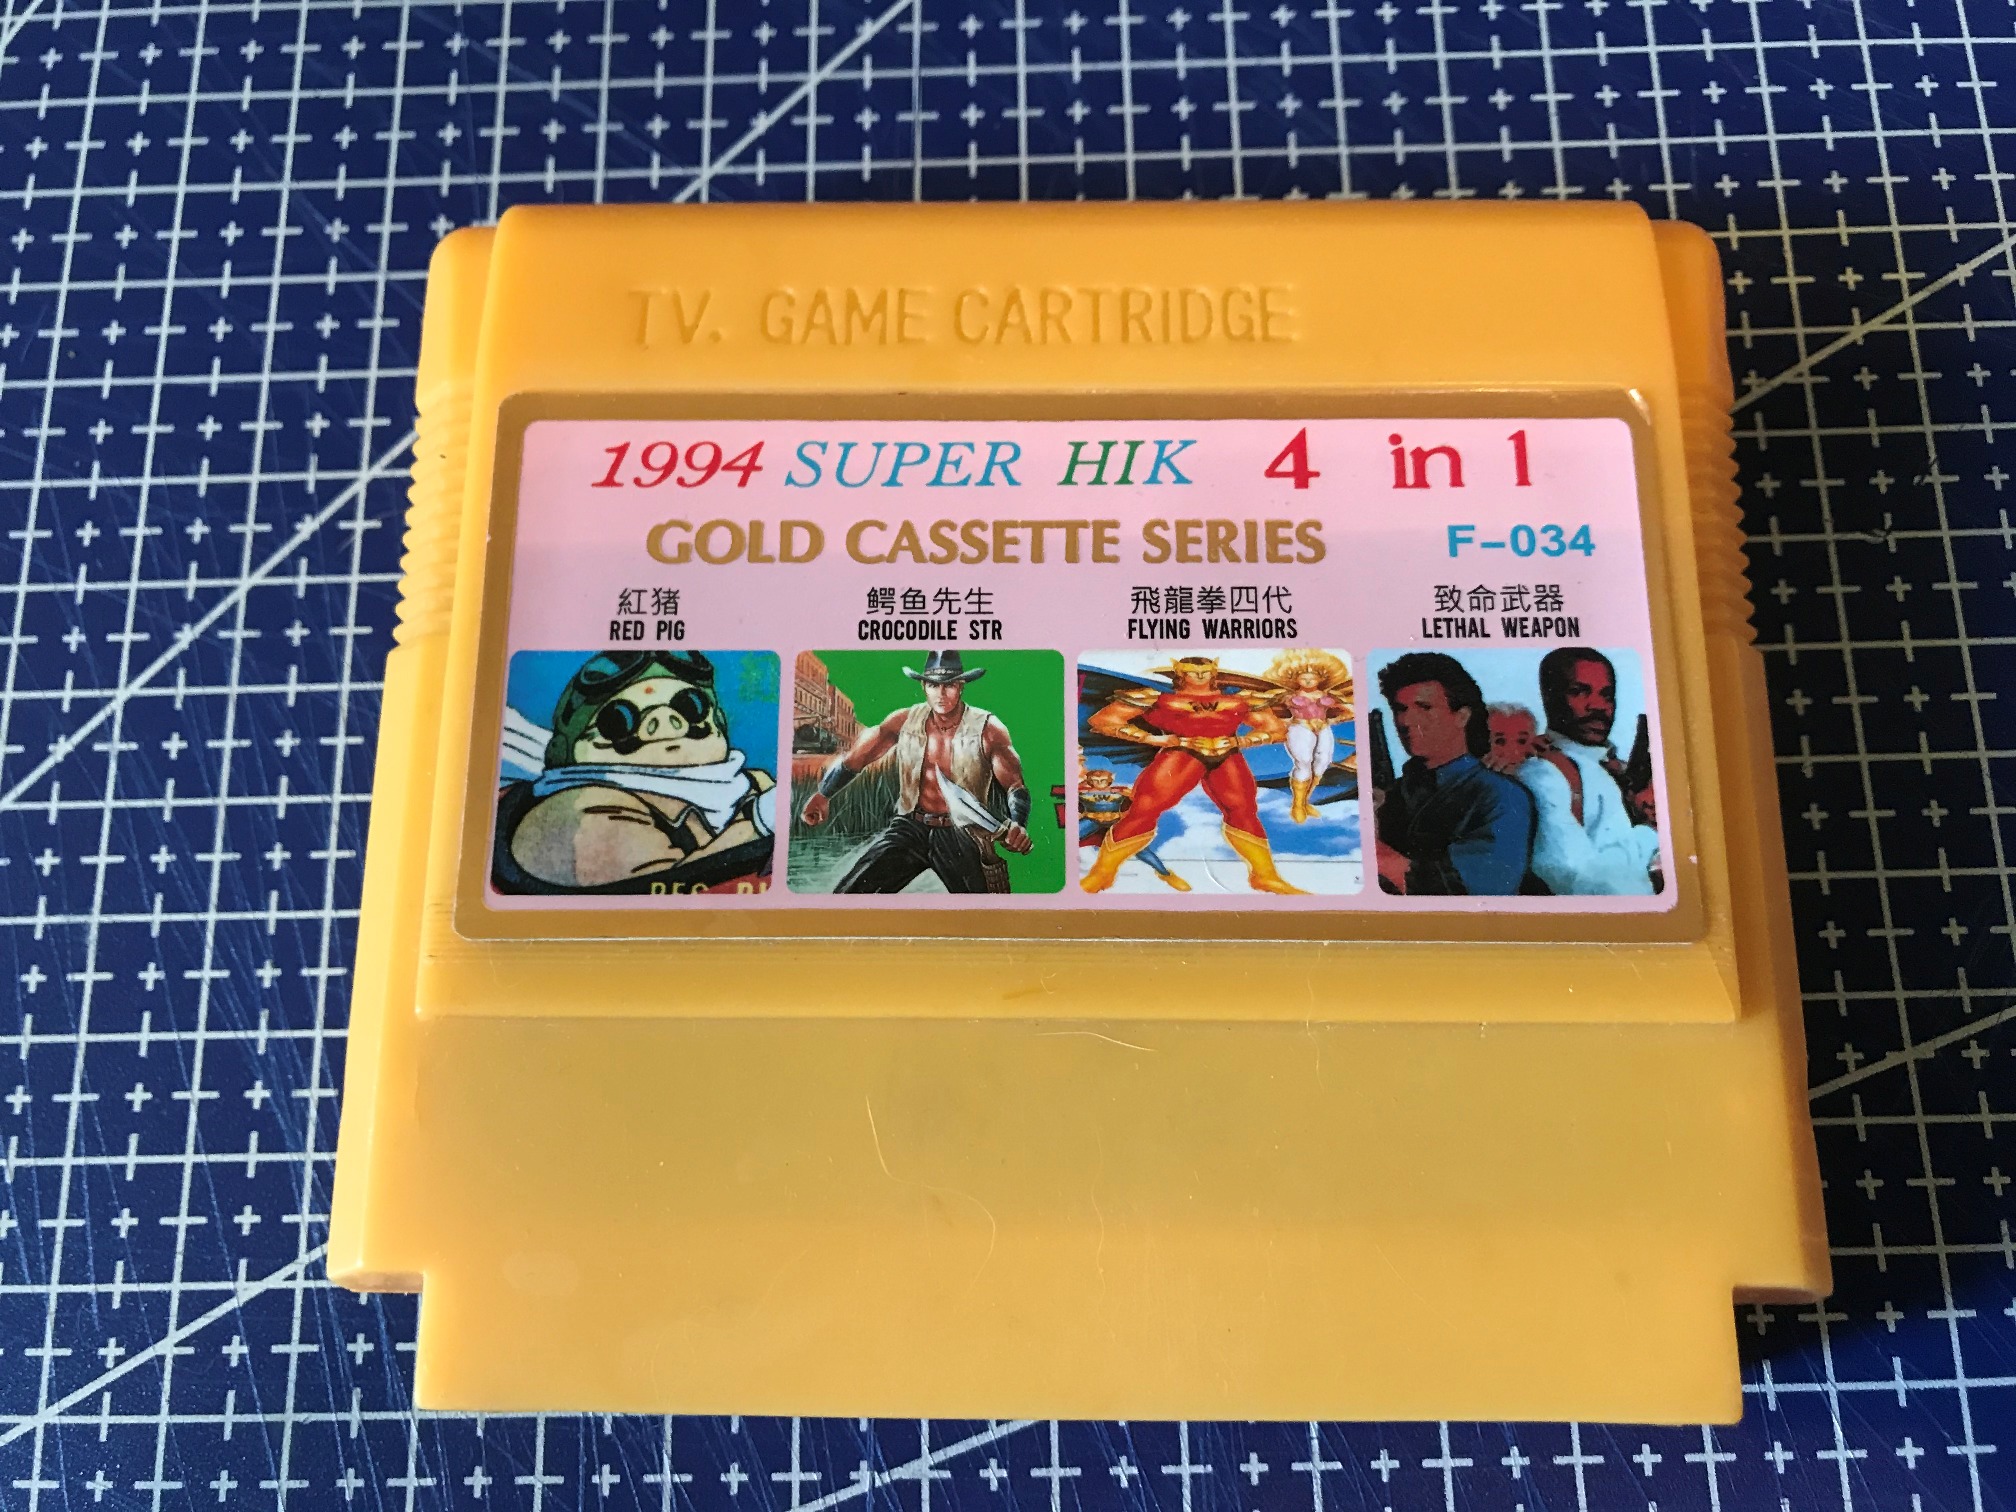 TV. GAME CARTRIDGE
1994 SUPER HIK 4 in 1
GOLD CASSETTE SERIES F-034
紅猪 鳄鱼先生 飛龍拳四代 致命武器
RED PIG CROCODILE STR FLYING WARRIORS LETHAL WEAPON
W